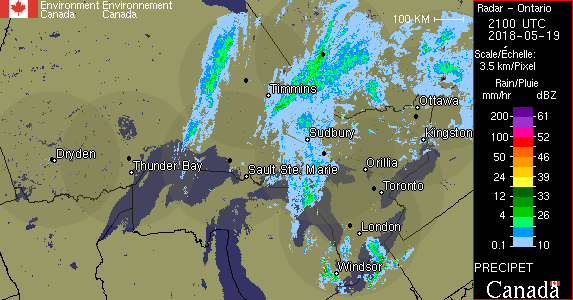 Environment Environnement
Canada Canada
100 KM
Timmins
Ottawa
Sudbury
Kingston
Dryden
Thunder Bay
Sault Ste. Marie
Orillia
Toronto
London
Windsor
Radar - Ontario
2100 UTC
2018-05-19
Scale/Échelle:
3.5 km/Pixel
Rain/Pluie
mm/hr dBZ
200 61
100 52
50 46
24 39
12 33
4 26
0.1 10
PRECIPET
Canada